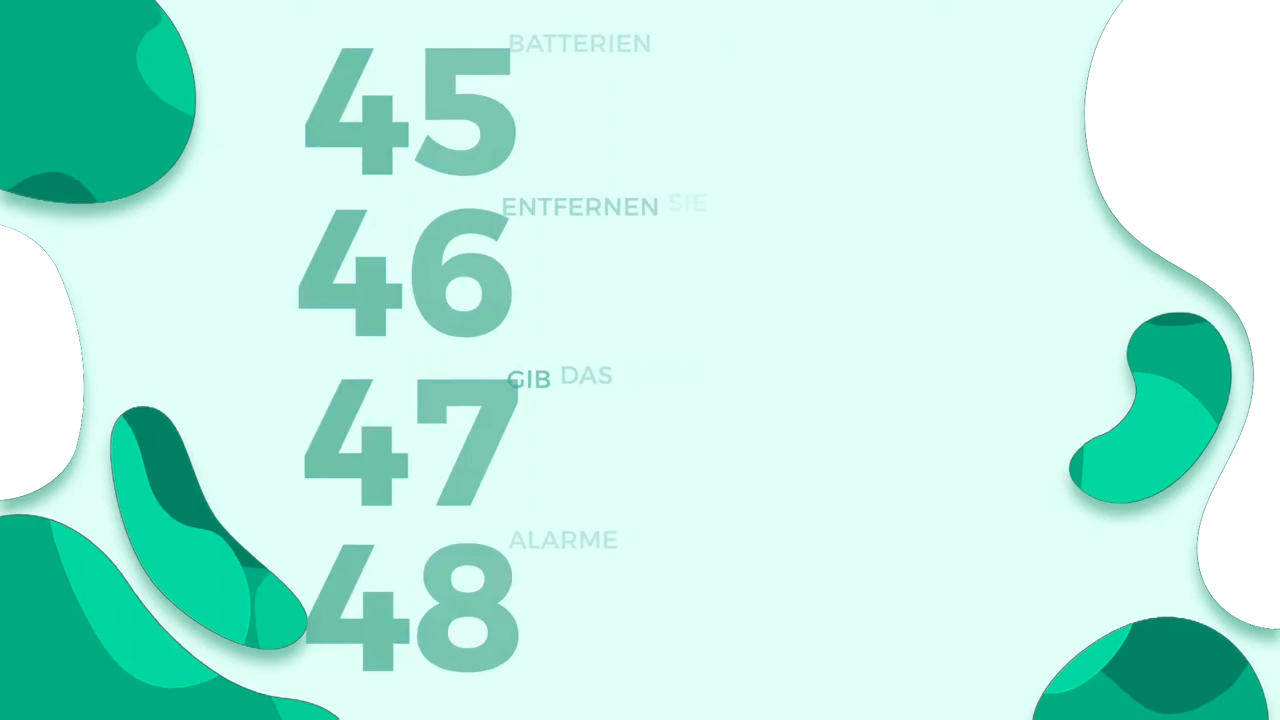 BATTERIEN
45
ENTFERNEN SIE
46
GIB DAS
47
ALARME
48